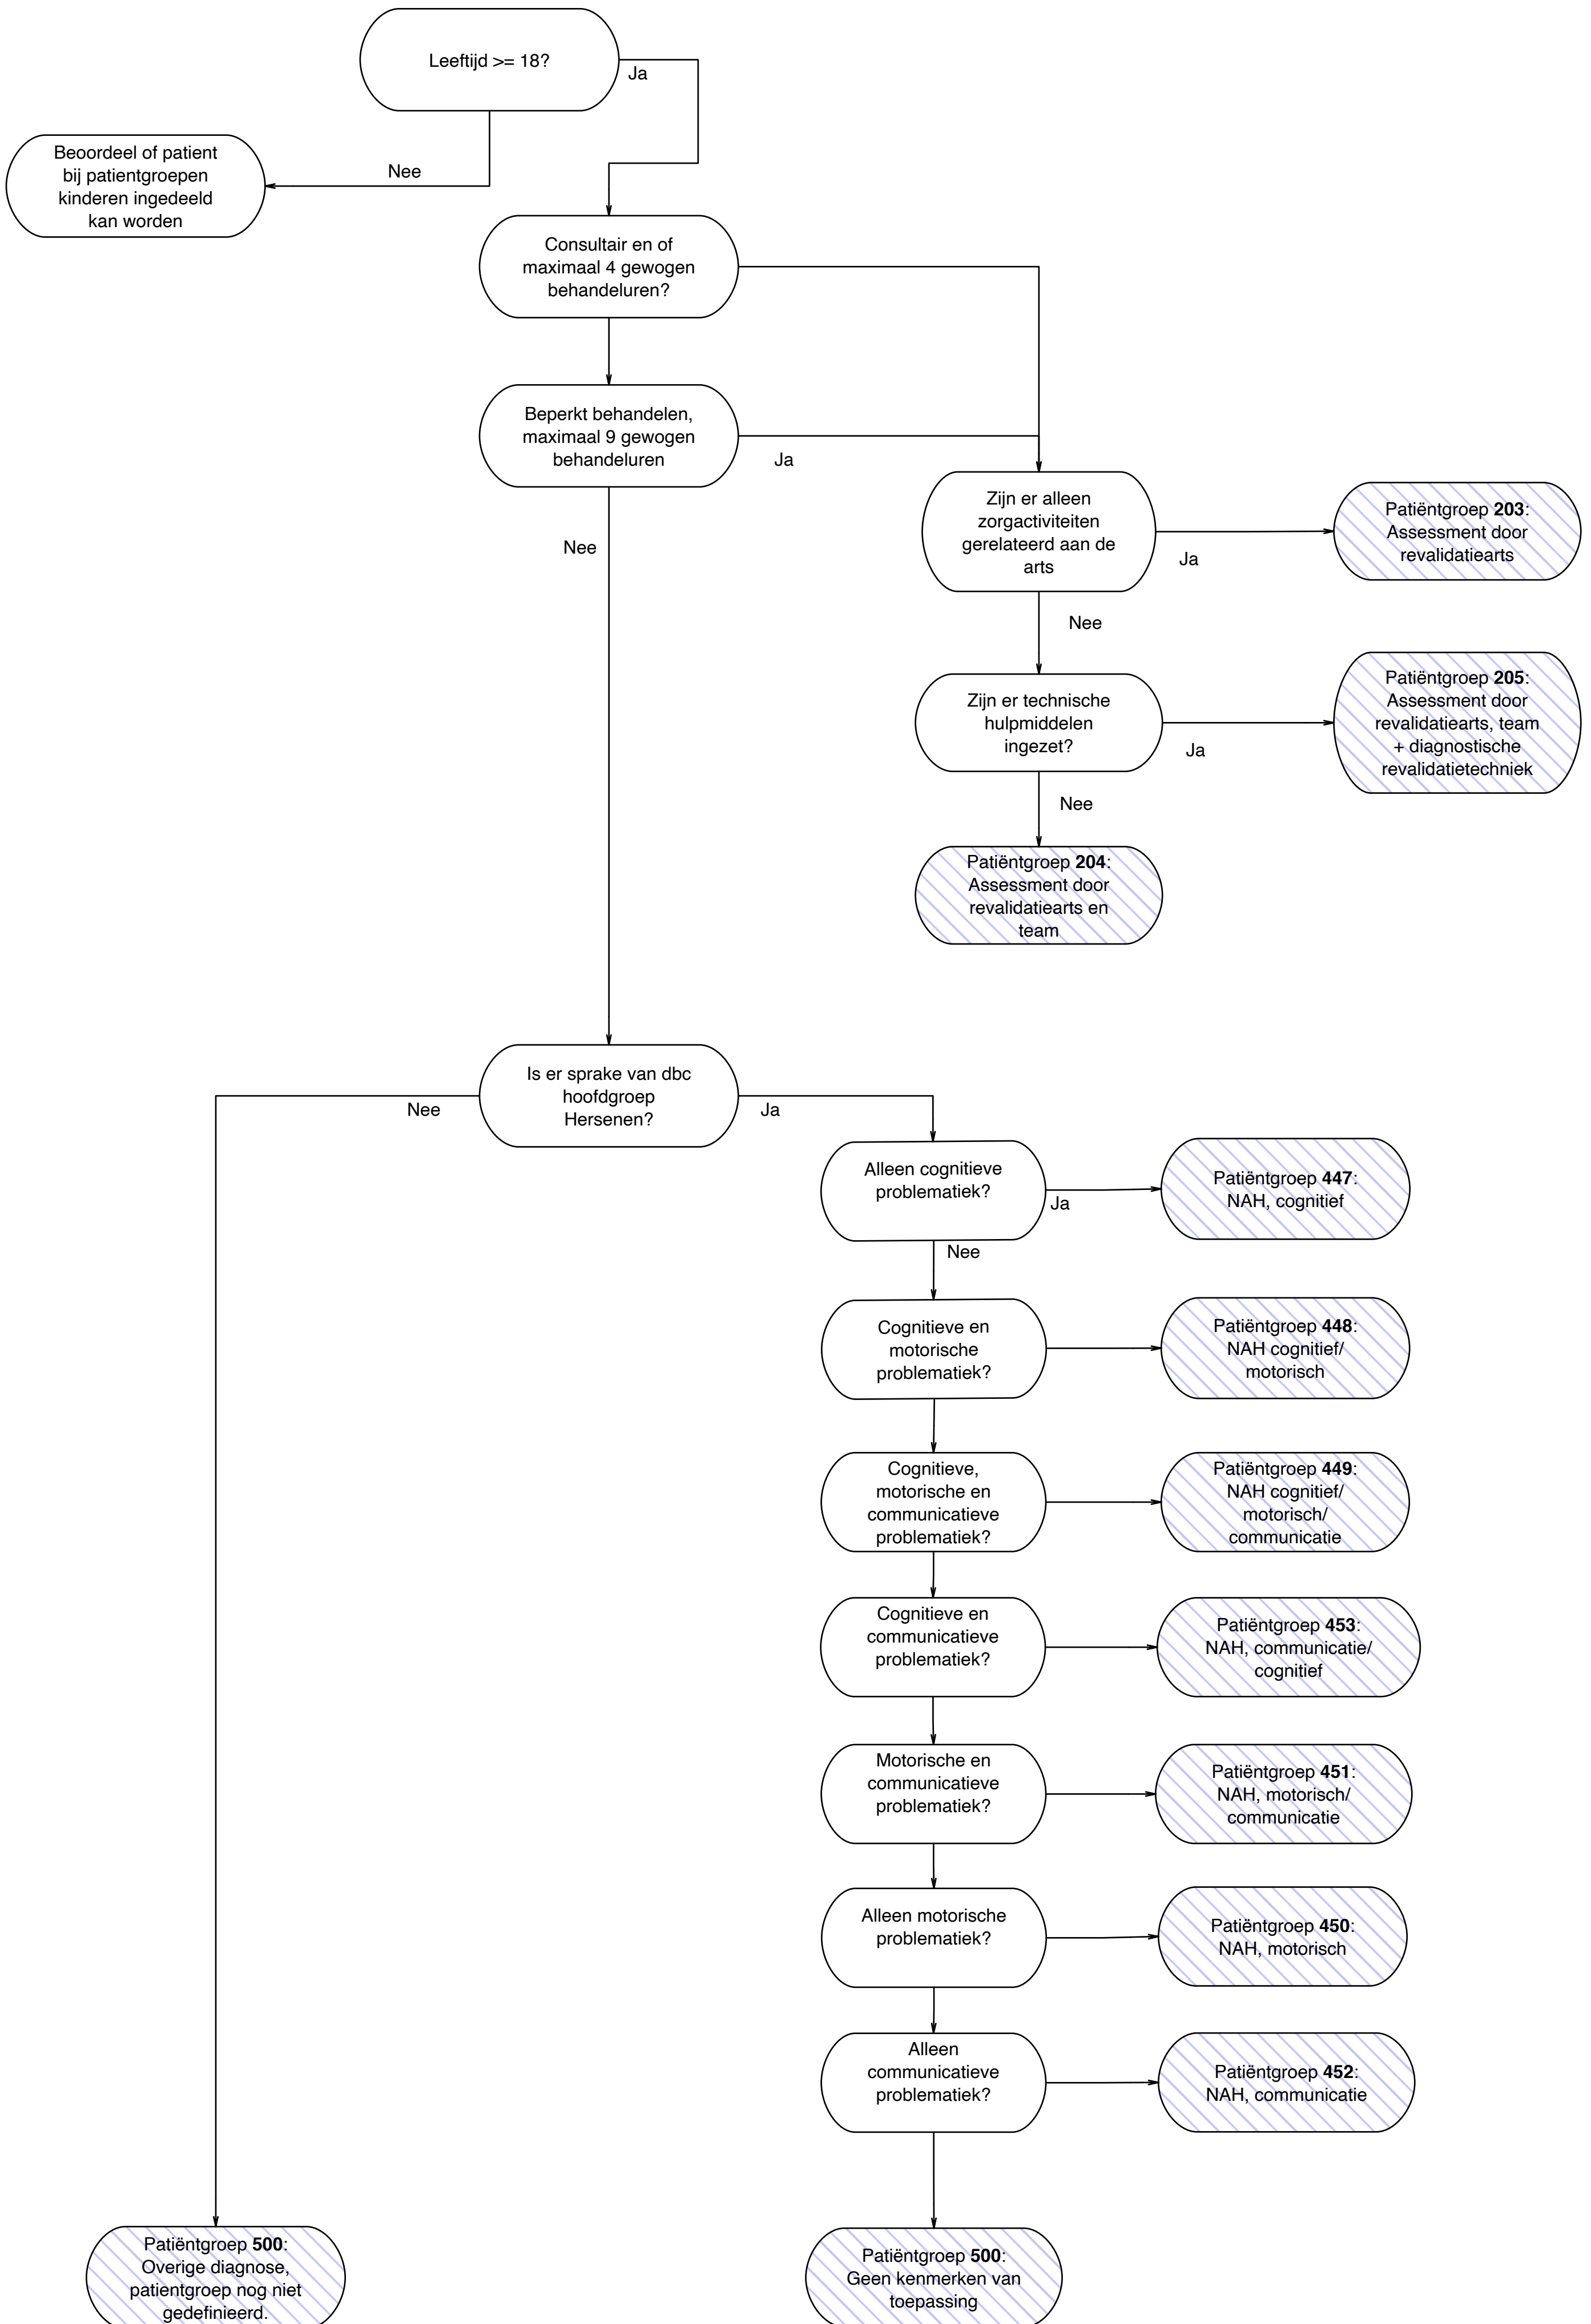 Leeftijd >= 18?
Ja
Beoordeel of patient
bij patientgroepen
kinderen ingedeeld
kan worden
Nee
Consultair en of
maximaal 4 gewogen
behandeluren?
Beperkt behandelen,
maximaal 9 gewogen
behandeluren
Ja
Nee
Zijn er alleen
zorgactiviteiten
gerelateerd aan de
arts
Ja
Patiëntgroep 203:
Assessment door
revalidatiearts
Nee
Zijn er technische
hulpmiddelen
ingezet?
Ja
Patiëntgroep 205:
Assessment door
revalidatiearts, team
+ diagnostische
revalidatietechniek
Nee
Patiëntgroep 204:
Assessment door
revalidatiearts en
team
Is er sprake van dbc
hoofdgroep
Hersenen?
Nee
Ja
Alleen cognitieve
problematiek?
Ja
Patiëntgroep 447:
NAH, cognitief
Nee
Cognitieve en
motorische
problematiek?
Patiëntgroep 448:
NAH cognitief/
motorisch
Cognitieve,
motorische en
communicatieve
problematiek?
Patiëntgroep 449:
NAH cognitief/
motorisch/
communicatie
Cognitieve en
communicatieve
problematiek?
Patiëntgroep 453:
NAH, communicatie/
cognitief
Motorische en
communicatieve
problematiek?
Patiëntgroep 451:
NAH, motorisch/
communicatie
Alleen motorische
problematiek?
Patiëntgroep 450:
NAH, motorisch
Alleen
communicatieve
problematiek?
Patiëntgroep 452:
NAH, communicatie
Patiëntgroep 500:
Overige diagnose,
patientgroep nog niet
gedefinieerd.
Patiëntgroep 500:
Geen kenmerken van
toepassing